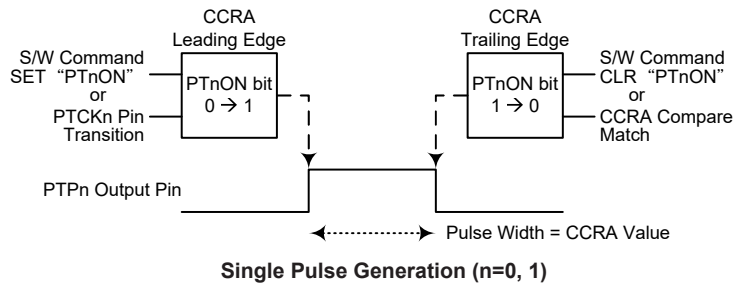 CCRA
Leading Edge
CCRA
Trailing Edge
S/W Command
SET “PTnON”
or
PTCKn Pin
Transition
PTnON bit
0 → 1
PTnON bit
1 → 0
S/W Command
CLR “PTnON”
or
CCRA Compare
Match
PTPn Output Pin
Pulse Width = CCRA Value
Single Pulse Generation (n=0, 1)